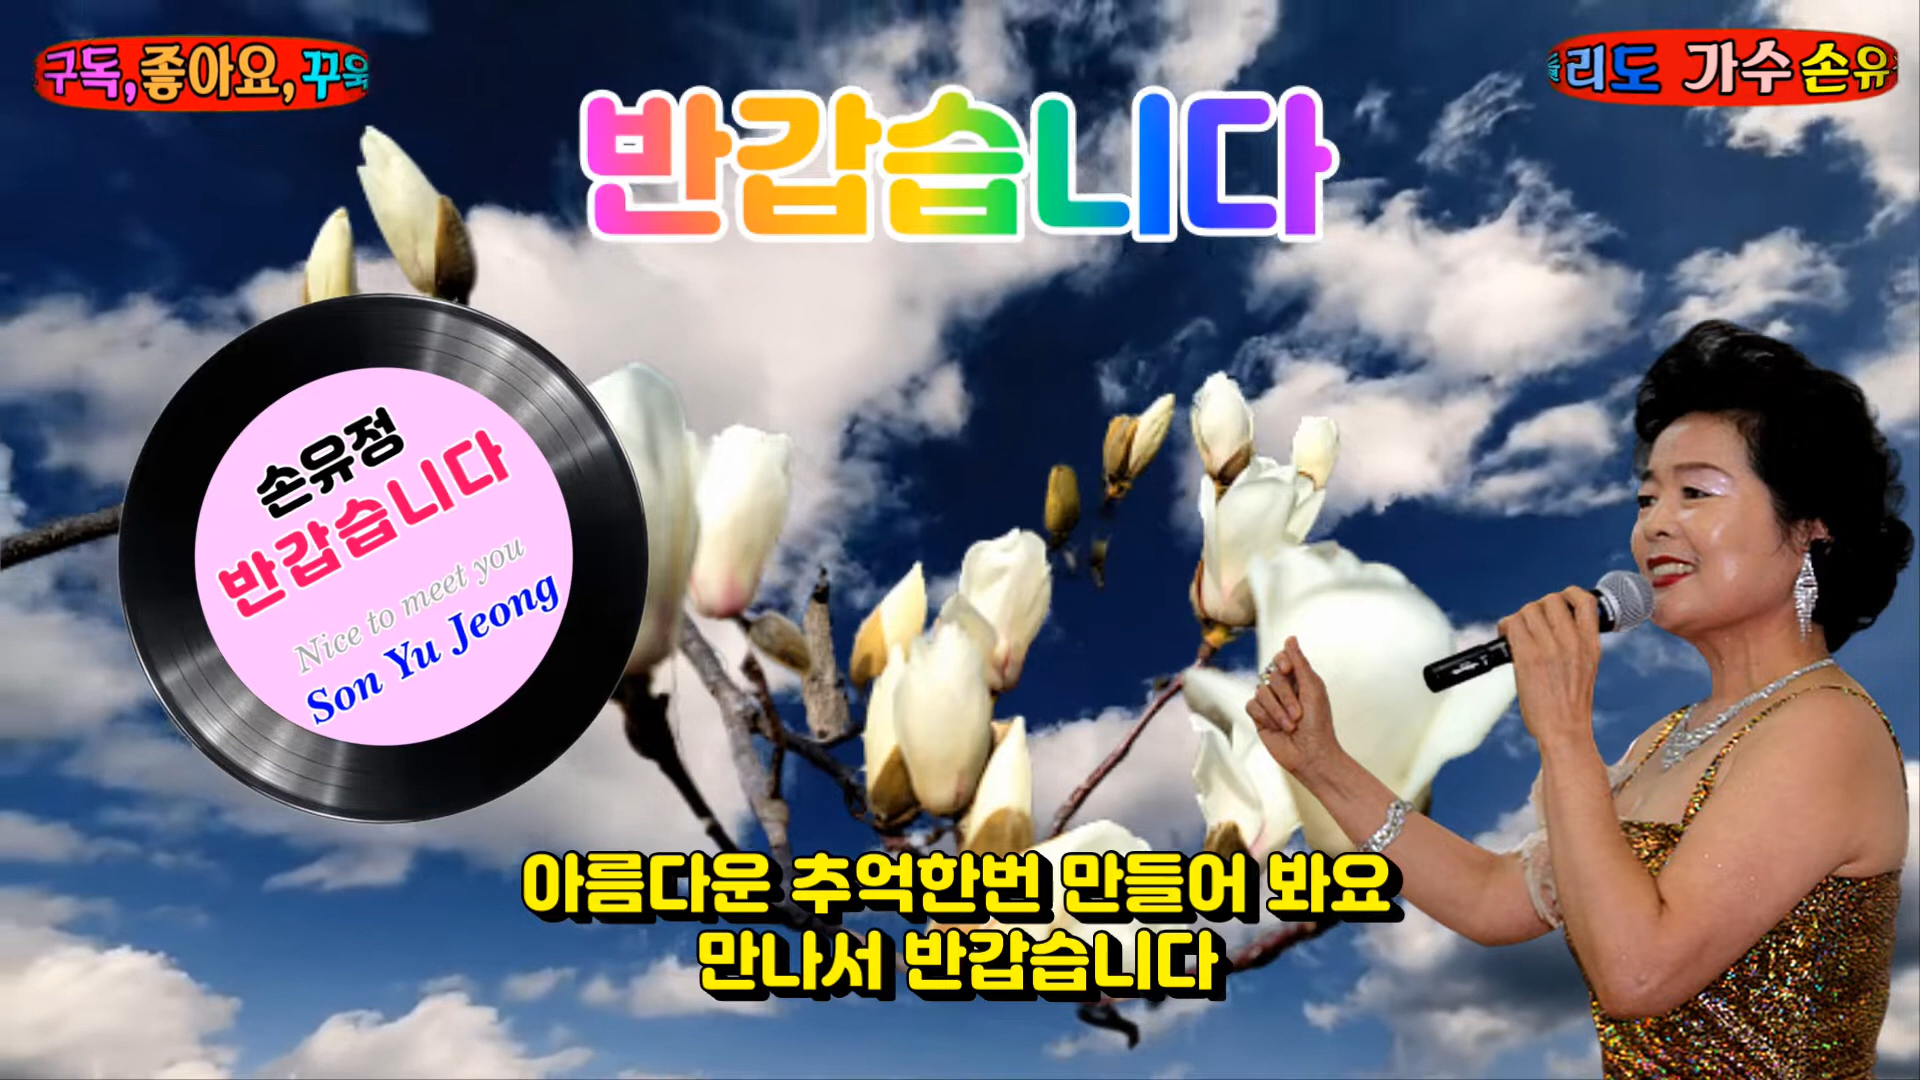 구독,좋아요,꾸욱
리도 가수 손유
반갑습니다
손유정
반갑습니다
Nice to meet you
Son Yu Jeong
아름다운 추억한번 만들어 봐요
만나서 반갑습니다